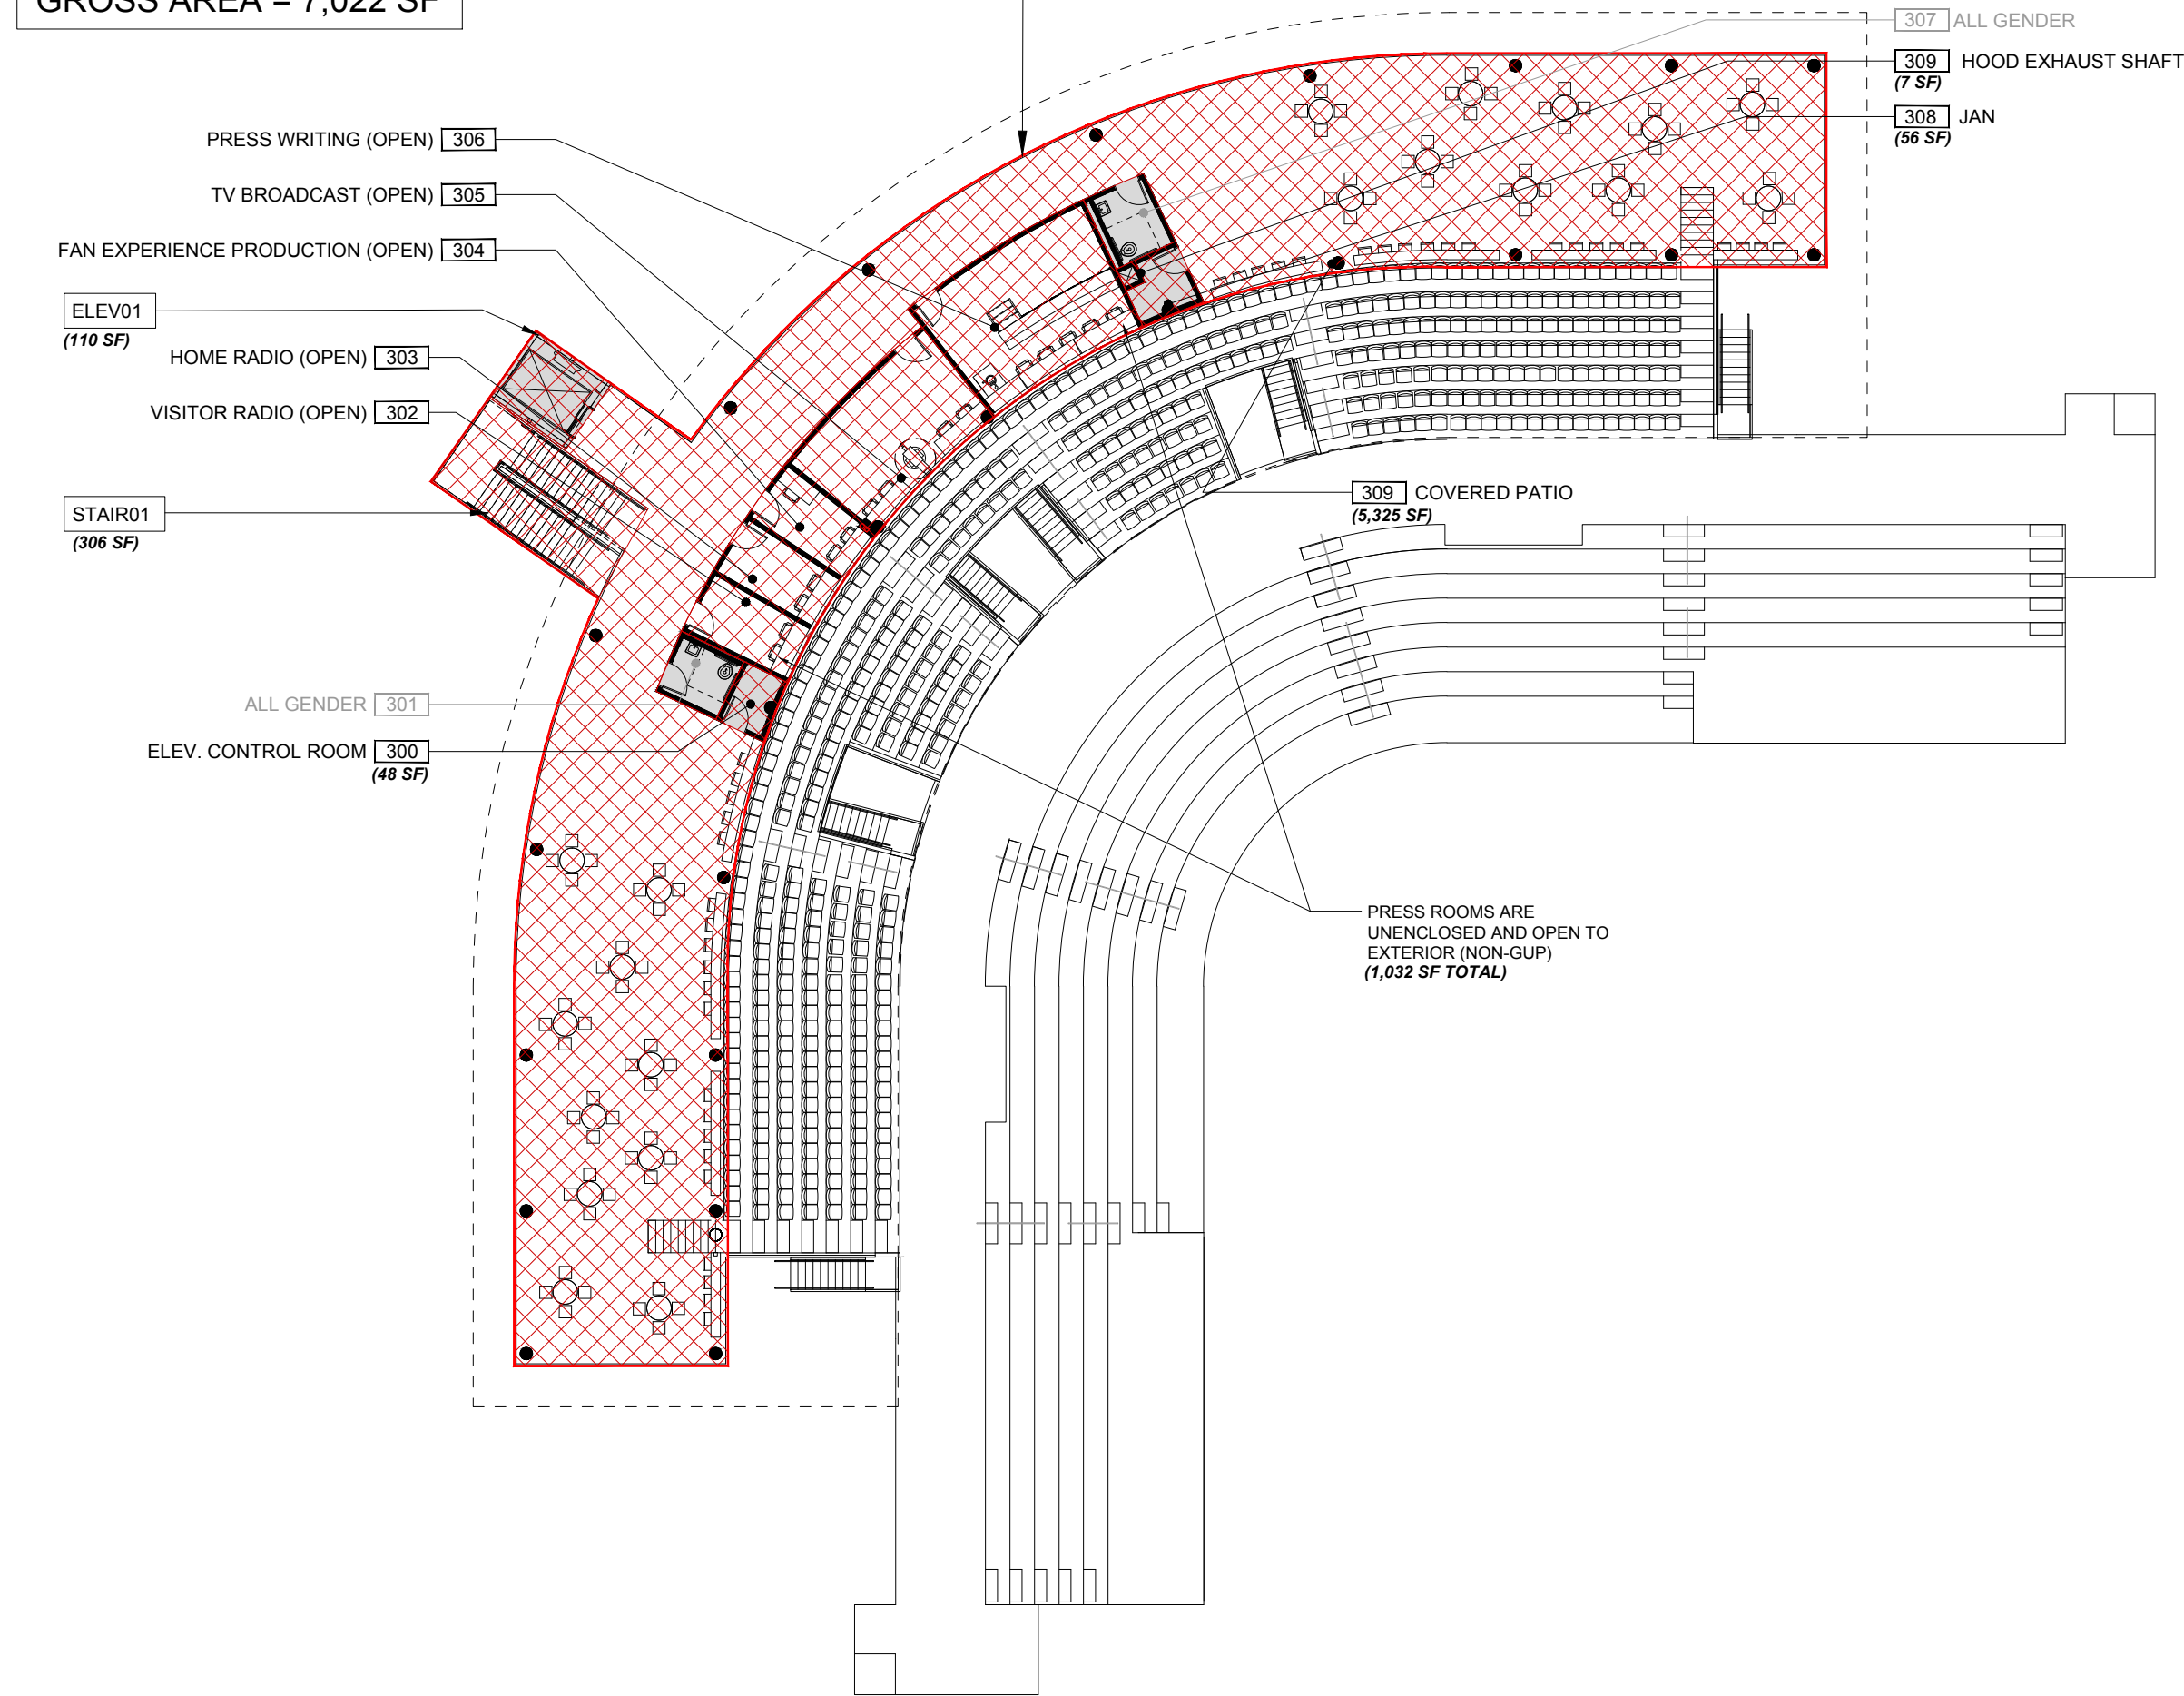 GROSS AREA = 7,022 SF
307 ALL GENDER
309 HOOD EXHAUST SHAFT
(7 SF)
308 JAN
(56 SF)
PRESS WRITING (OPEN) 306
TV BROADCAST (OPEN) 305
FAN EXPERIENCE PRODUCTION (OPEN) 304
ELEV01
(110 SF)
HOME RADIO (OPEN) 303
VISITOR RADIO (OPEN) 302
STAIR01
(306 SF)
309 COVERED PATIO
(5,325 SF)
ALL GENDER 301
ELEV. CONTROL ROOM 300
(48 SF)
PRESS ROOMS ARE
UNENCLOSED AND OPEN TO
EXTERIOR (NON-GUP)
(1,032 SF TOTAL)